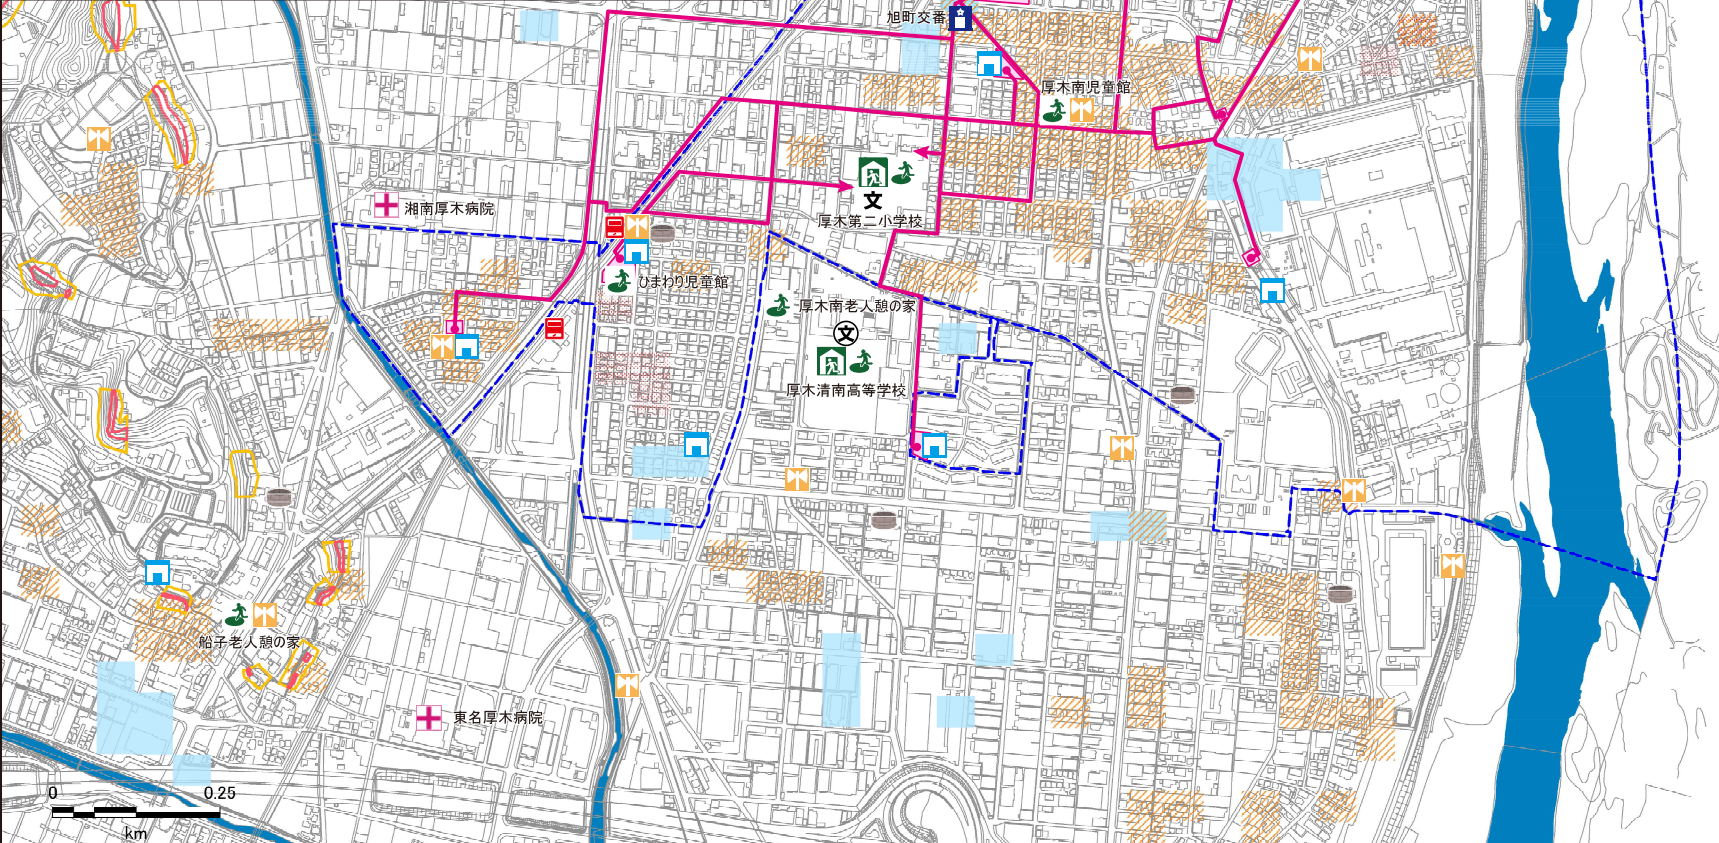 旭町交番
厚木南児童館
湘南厚木病院
文
厚木第二小学校
ひまわり児童館
厚木南老人憩の家
文
厚木清南高等学校
船子老人憩の家
東名厚木病院
0 0.25
km